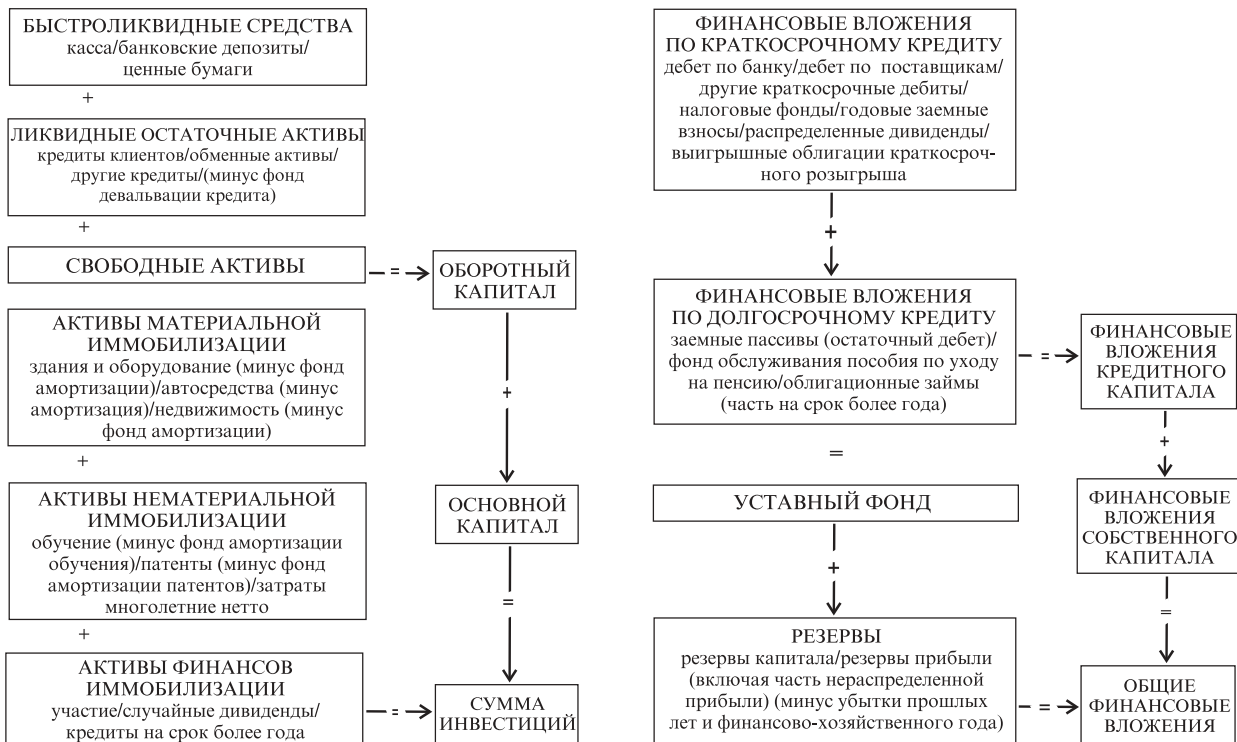 БЫСТРОЛИКВИДНЫЕ СРЕДСТВА
касса/банковские депозиты/
ценные бумаги
+
ЛИКВИДНЫЕ ОСТАТОЧНЫЕ АКТИВЫ
кредиты клиентов/обменные активы/
другие кредиты/(минус фонд
девальвации кредита)
+
СВОБОДНЫЕ АКТИВЫ
=
ОБОРОТНЫЙ
КАПИТАЛ
АКТИВЫ МАТЕРИАЛЬНОЙ
ИММОБИЛИЗАЦИИ
здания и оборудование (минус фонд
амортизации)/автосредства (минус
амортизация)/недвижимость (минус
фонд амортизации)
+
+
АКТИВЫ НЕМАТЕРИАЛЬНОЙ
ИММОБИЛИЗАЦИИ
обучение (минус фонд амортизации
обучения)/патенты (минус фонд
амортизации патентов)/затраты
многолетние нетто
ОСНОВНОЙ
КАПИТАЛ
+
=
АКТИВЫ ФИНАНСОВ
ИММОБИЛИЗАЦИИ
участие/случайные дивиденды/
кредиты на срок более года
=
СУММА
ИНВЕСТИЦИЙ
ФИНАНСОВЫЕ ВЛОЖЕНИЯ
ПО КРАТКОСРОЧНОМУ КРЕДИТУ
дебет по банку/дебет по поставщикам/
другие краткосрочные дебиты/
налоговые фонды/годовые заемные
взносы/распределенные дивиденды/
выигрышные облигации краткосроч-
ного розыгрыша
+
ФИНАНСОВЫЕ ВЛОЖЕНИЯ
ПО ДОЛГОСРОЧНОМУ КРЕДИТУ
заемные пассивы (остаточный дебет)/
фонд обслуживания пособия по уходу
на пенсию/облигационные займы
(часть на срок более года)
=
ФИНАНСОВЫЕ
ВЛОЖЕНИЯ
КРЕДИТНОГО
КАПИТАЛА
=
+
УСТАВНЫЙ ФОНД
ФИНАНСОВЫЕ
ВЛОЖЕНИЯ
СОБСТВЕННОГО
КАПИТАЛА
+
=
РЕЗЕРВЫ
резервы капитала/резервы прибыли
(включая часть нераспределенной
прибыли) (минус убытки прошлых
лет и финансово-хозяйственного года)
=
ОБЩИЕ
ФИНАНСОВЫЕ
ВЛОЖЕНИЯ